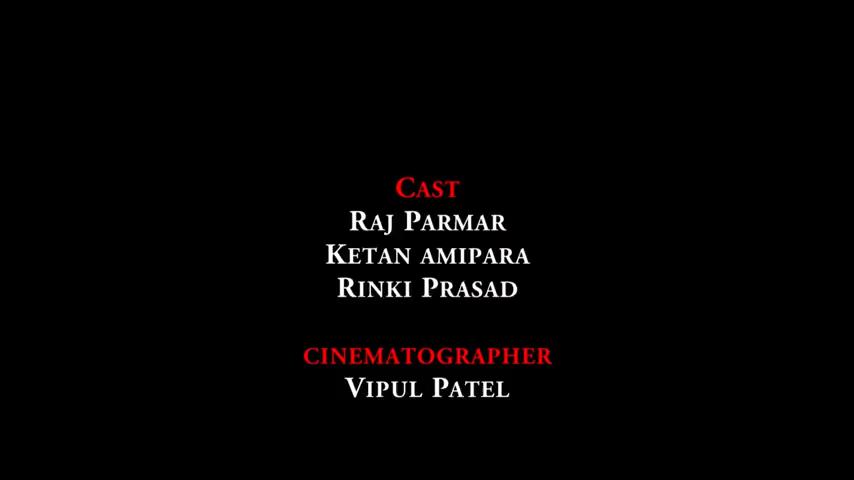 Cast
Raj Parmar
Ketan amipara
Rinki Prasad
cinematographer
Vipul Patel